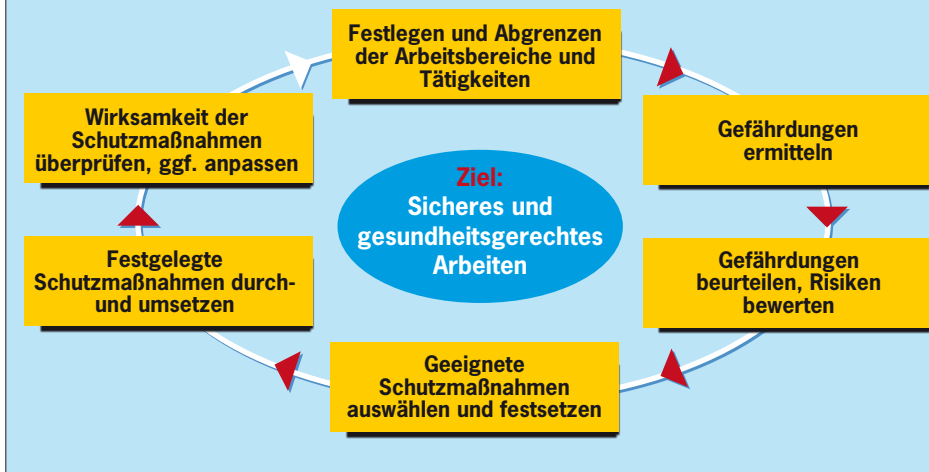 Festlegen und Abgrenzen
der Arbeitsbereiche und
Tätigkeiten
Gefährdungen
ermitteln
Gefährdungen
beurteilen, Risiken
bewerten
Geeignete
Schutzmaßnahmen
auswählen und festsetzen
Festgelegte
Schutzmaßnahmen durch-
und umsetzen
Wirksamkeit der
Schutzmaßnahmen
überprüfen, ggf. anpassen
Ziel:
Sicheres und
gesundheitsgerechtes
Arbeiten